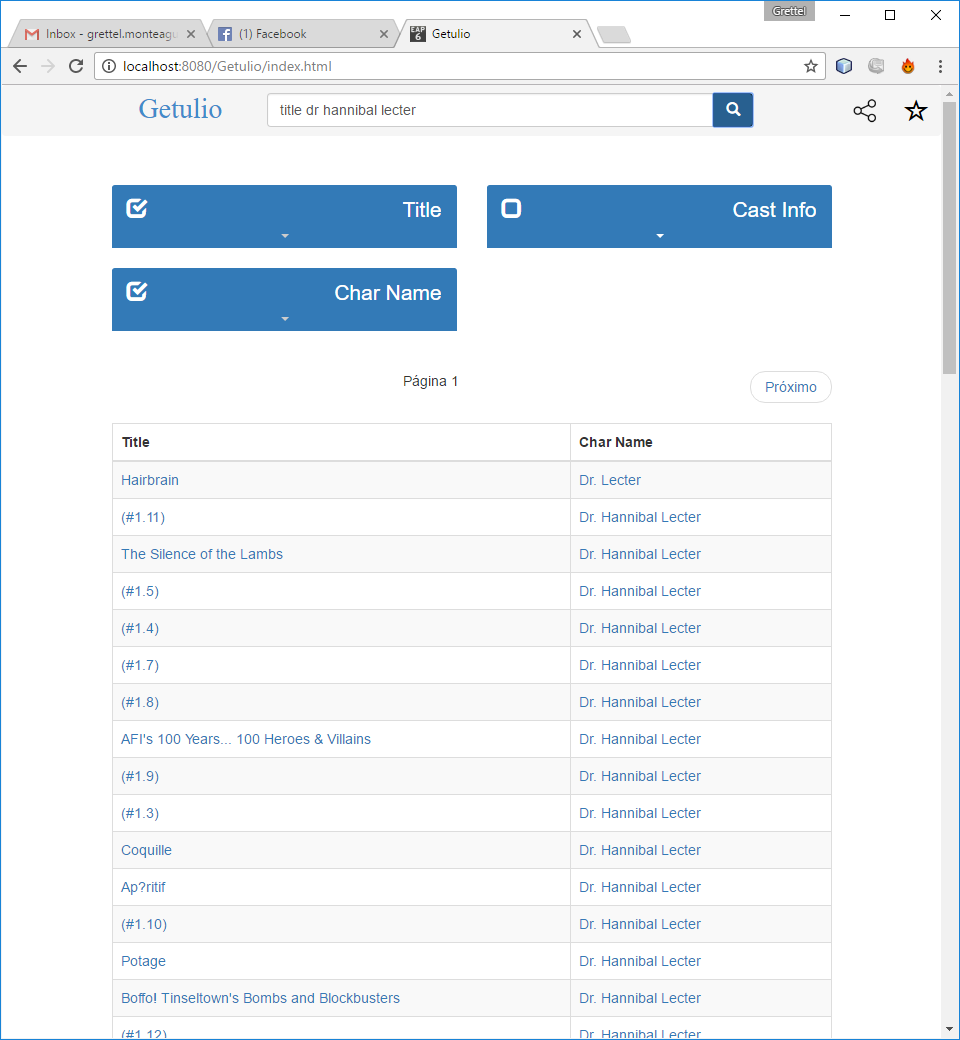 Grettel
Inbox - grettel.monteagu
(1) Facebook
EAP 6
Getulio
localhost:8080/Getulio/index.html
Getulio
title dr hannibal lecter
Title
Cast Info
Char Name
Página 1
Próximo
Title Char Name
Hairbrain Dr. Lecter
(#1.11) Dr. Hannibal Lecter
The Silence of the Lambs Dr. Hannibal Lecter
(#1.5) Dr. Hannibal Lecter
(#1.4) Dr. Hannibal Lecter
(#1.7) Dr. Hannibal Lecter
(#1.8) Dr. Hannibal Lecter
AFI's 100 Years... 100 Heroes & Villains Dr. Hannibal Lecter
(#1.9) Dr. Hannibal Lecter
(#1.3) Dr. Hannibal Lecter
Coquille Dr. Hannibal Lecter
Ap?ritif Dr. Hannibal Lecter
(#1.10) Dr. Hannibal Lecter
Potage Dr. Hannibal Lecter
Boffo! Tinseltown's Bombs and Blockbusters Dr. Hannibal Lecter
(#1.12) Dr. Hannibal Lecter